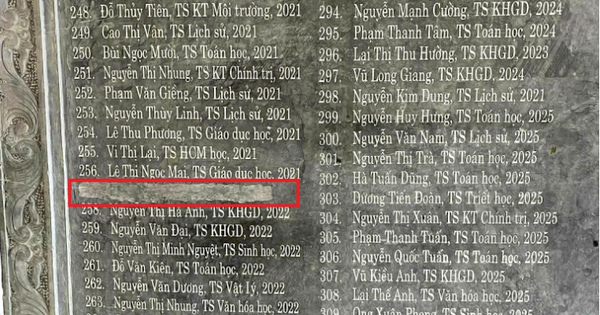 248. Đỗ Thủy Tiên, TS KT Môi trường, 2021
249. Cao Thị Vân, TS Lịch sử, 2021
250. Bùi Ngọc Mười, TS Toán học, 2021
251. Nguyễn Thị Nhung, TS KT Chính trị, 2021
252. Phạm Văn Giềng, TS Lịch sử, 2021
253. Nguyễn Thùy Linh, TS Lịch sử, 2021
254. Lê Thu Phương, TS Giáo dục học, 2021
255. Vi Thị Lại, TS HCM học, 2021
256. Lê Thị Ngọc Mai, TS Giáo dục học, 2021
258. Nguyễn Thị Hà Anh, TS KHGD, 2022
259. Nguyễn Văn Đại, TS KHGD, 2022
260. Nguyễn Thị Minh Nguyệt, TS Sinh học, 2022
261. Đỗ Văn Kiên, TS Toán học, 2022
262. Nguyễn Văn Dương, TS Vật Lý, 2022
263. Nguyễn Thị Nhung, TS Văn hóa học, 2022
294. Nguyễn Mạnh Cường, TS KHGD, 2024
295. Phạm Thanh Tâm, TS Toán học, 2024
296. Lại Thị Thu Hường, TS KHGD, 2023
297. Vũ Long Giang, TS KHGD, 2024
298. Nguyễn Kim Dung, TS Lịch sử, 2021
299. Nguyễn Huy Hưng, TS Toán học, 2025
300. Nguyễn Văn Nam, TS Lịch sử, 2025
301. Nguyễn Thị Trà, TS Toán học, 2025
302. Hà Tuấn Dũng, TS Toán học, 2025
303. Dương Tiến Đoàn, TS Triết học, 2025
304. Nguyễn Thị Xuân, TS KT Chính trị, 2025
305. Phạm Thanh Tuấn, TS Toán học, 2025
306. Nguyễn Quốc Tuấn, TS Toán học, 2025
307. Vũ Kiều Anh, TS KHGD, 2025
308. Lại Thế Anh, TS Văn hóa học, 2025
309. Ông Xuân Phong, TS Sinh học, 2025